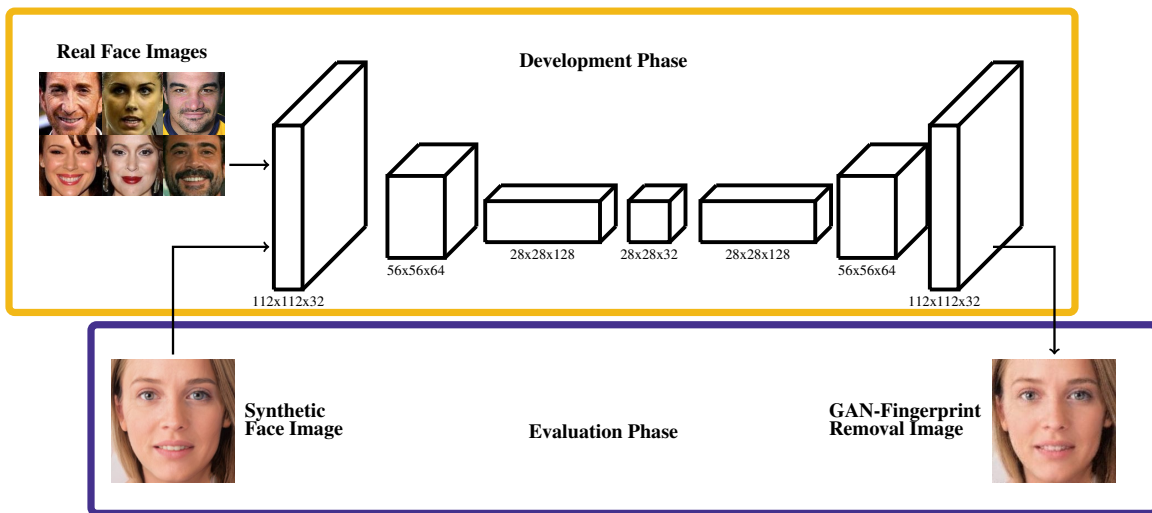 Real Face Images
Development Phase
112x112x32
56x56x64
28x28x128
28x28x32
28x28x128
56x56x64
112x112x32
Synthetic
Face Image
Evaluation Phase
GAN-Fingerprint
Removal Image